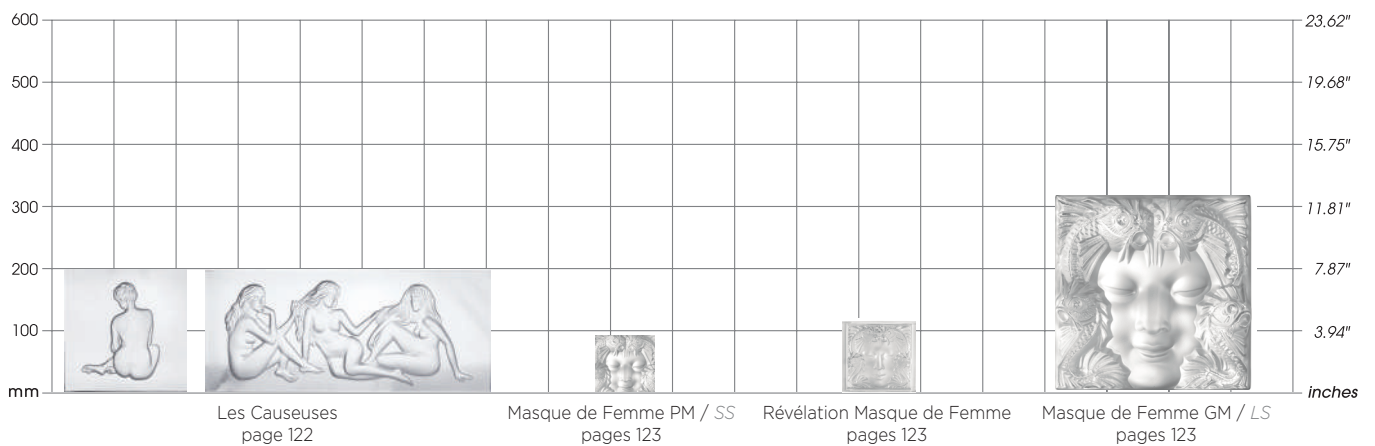 600 23.62"
500 19.68"
400 15.75"
300 11.81"
200 7.87"
100 3.94"
mm inches
Les Causeuses
page 122
Masque de Femme PM / SS
pages 123
Révélation Masque de Femme
pages 123
Masque de Femme GM / LS
pages 123